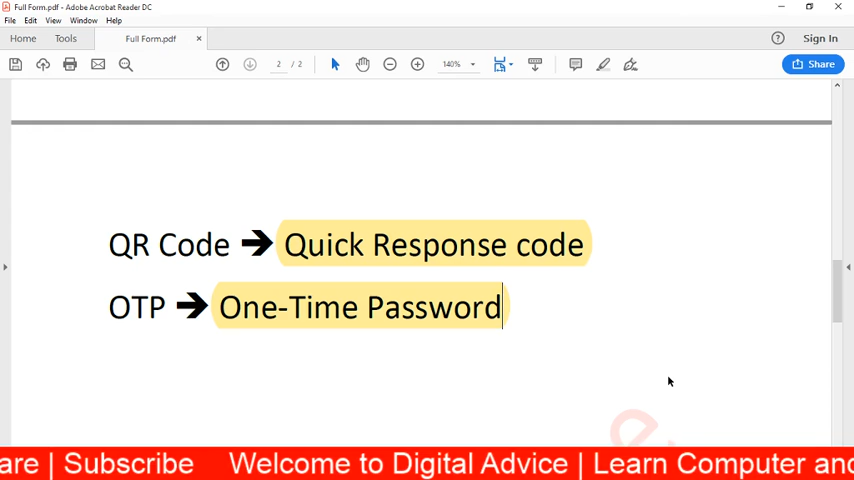 Full Form.pdf - Adobe Acrobat Reader DC
File Edit View Window Help
Home Tools Full Form.pdf × ? Sign In
2 / 2 140% Share
QR Code ➔ Quick Response code
OTP ➔ One-Time Password
e
are | Subscribe Welcome to Digital Advice | Learn Computer and